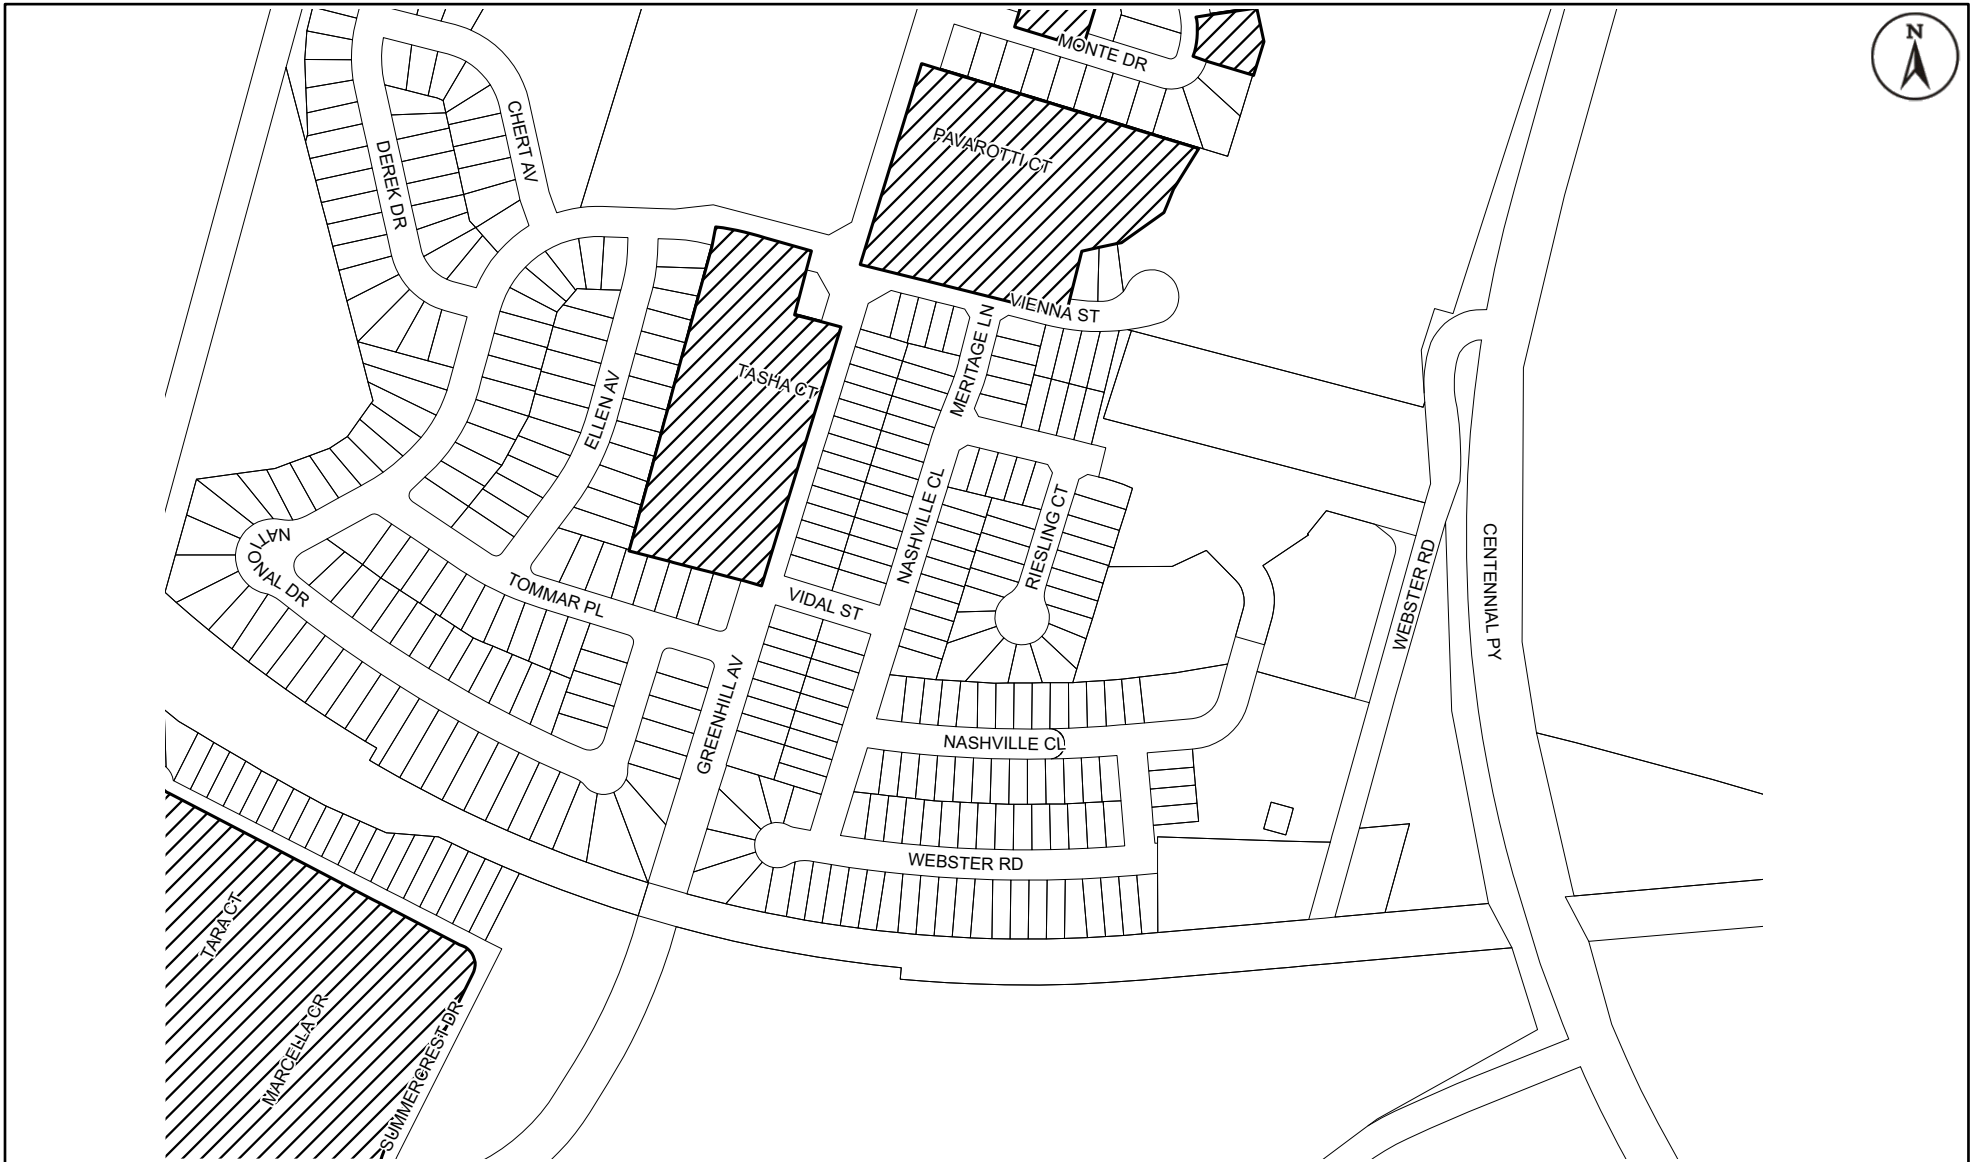 N
MONTE DR
CHERT AV
PAVAROTTI CT
DEREK DR
VIENNA ST
MERITAGE LN
TASHA CT
ELLEN AV
NASHVILLE CL
RIESLING CT
NATIONAL DR
CENTENNIAL PY
WEBSTER RD
TOMMAR PL
VIDAL ST
GREENHILL AV
NASHVILLE CL
WEBSTER RD
TARA CT
MARCELLA CR
SUMMERCREST DR